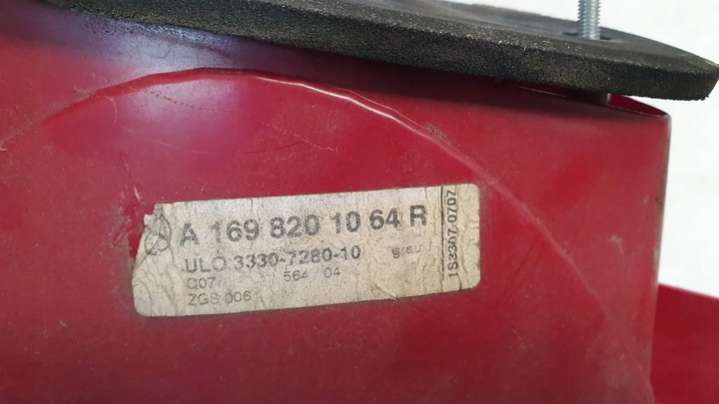 A 169 820 10 64 R
ULO 3330-7280-10
Q07 564 04
ZGS 006
1S3307-0707